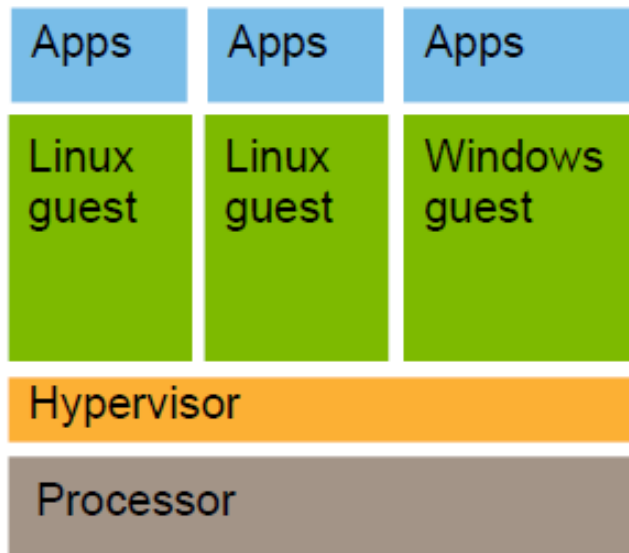 Apps
Apps
Apps
Linux
guest
Linux
guest
Windows
guest
Hypervisor
Processor